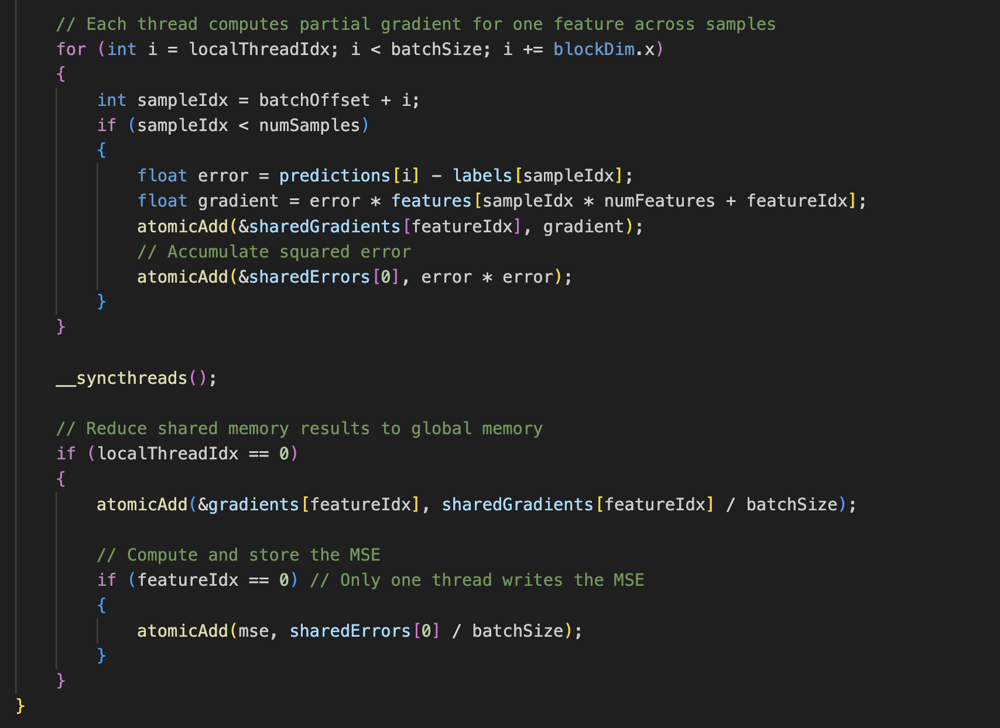 // Each thread computes partial gradient for one feature across samples
for (int i = localThreadIdx; i < batchSize; i += blockDim.x)
{
int sampleIdx = batchOffset + i;
if (sampleIdx < numSamples)
{
float error = predictions[i] - labels[sampleIdx];
float gradient = error * features[sampleIdx * numFeatures + featureIdx];
atomicAdd(&sharedGradients[featureIdx], gradient);
// Accumulate squared error
atomicAdd(&sharedErrors[0], error * error);
}
}
__syncthreads();
// Reduce shared memory results to global memory
if (localThreadIdx == 0)
{
atomicAdd(&gradients[featureIdx], sharedGradients[featureIdx] / batchSize);
// Compute and store the MSE
if (featureIdx == 0) // Only one thread writes the MSE
{
atomicAdd(mse, sharedErrors[0] / batchSize);
}
}
}